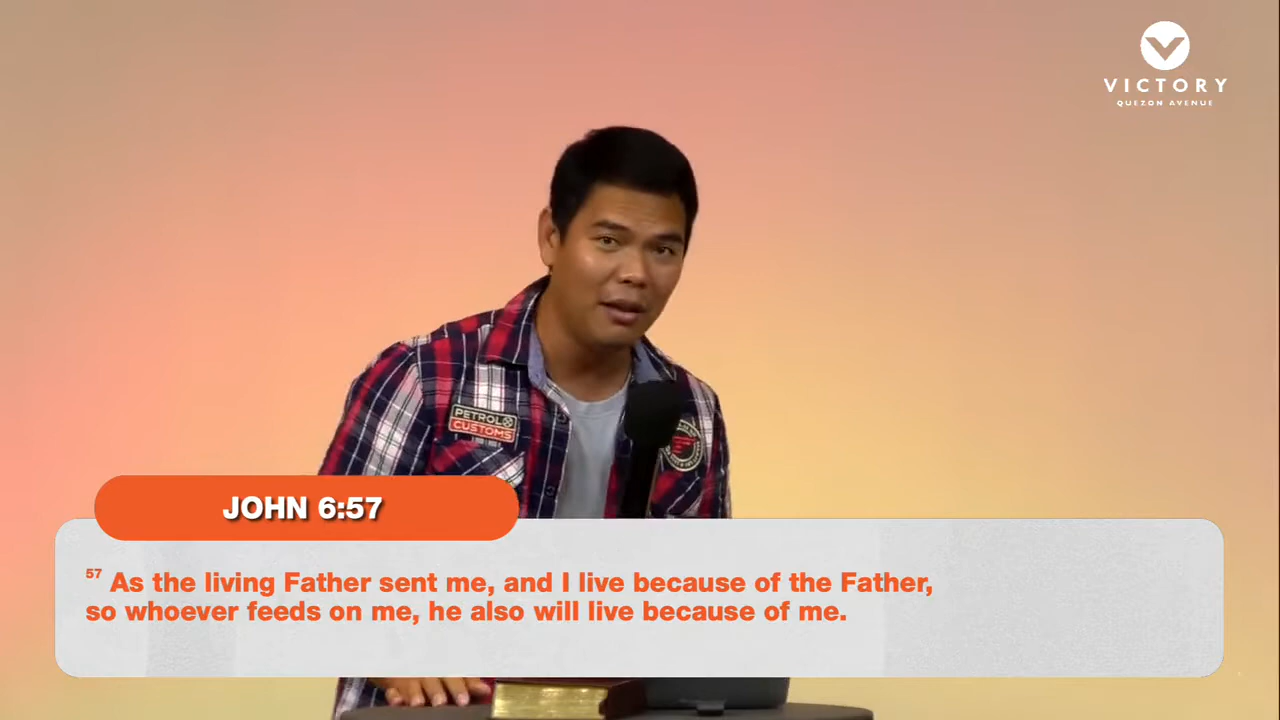 VICTORY
QUEZON AVENUE
PETROL
CUSTOMS
JOHN 6:57
57 As the living Father sent me, and I live because of the Father,
so whoever feeds on me, he also will live because of me.